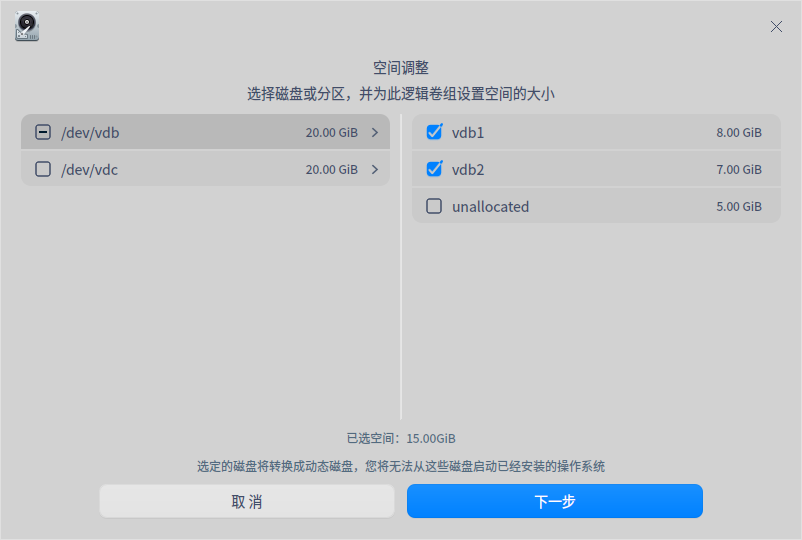 空间调整
选择磁盘或分区，并为此逻辑卷组设置空间的大小
/dev/vdb 20.00 GiB
/dev/vdc 20.00 GiB
vdb1 8.00 GiB
vdb2 7.00 GiB
unallocated 5.00 GiB
已选空间：15.00GiB
选定的磁盘将转换成动态磁盘，您将无法从这些磁盘启动已经安装的操作系统
取 消
下一步